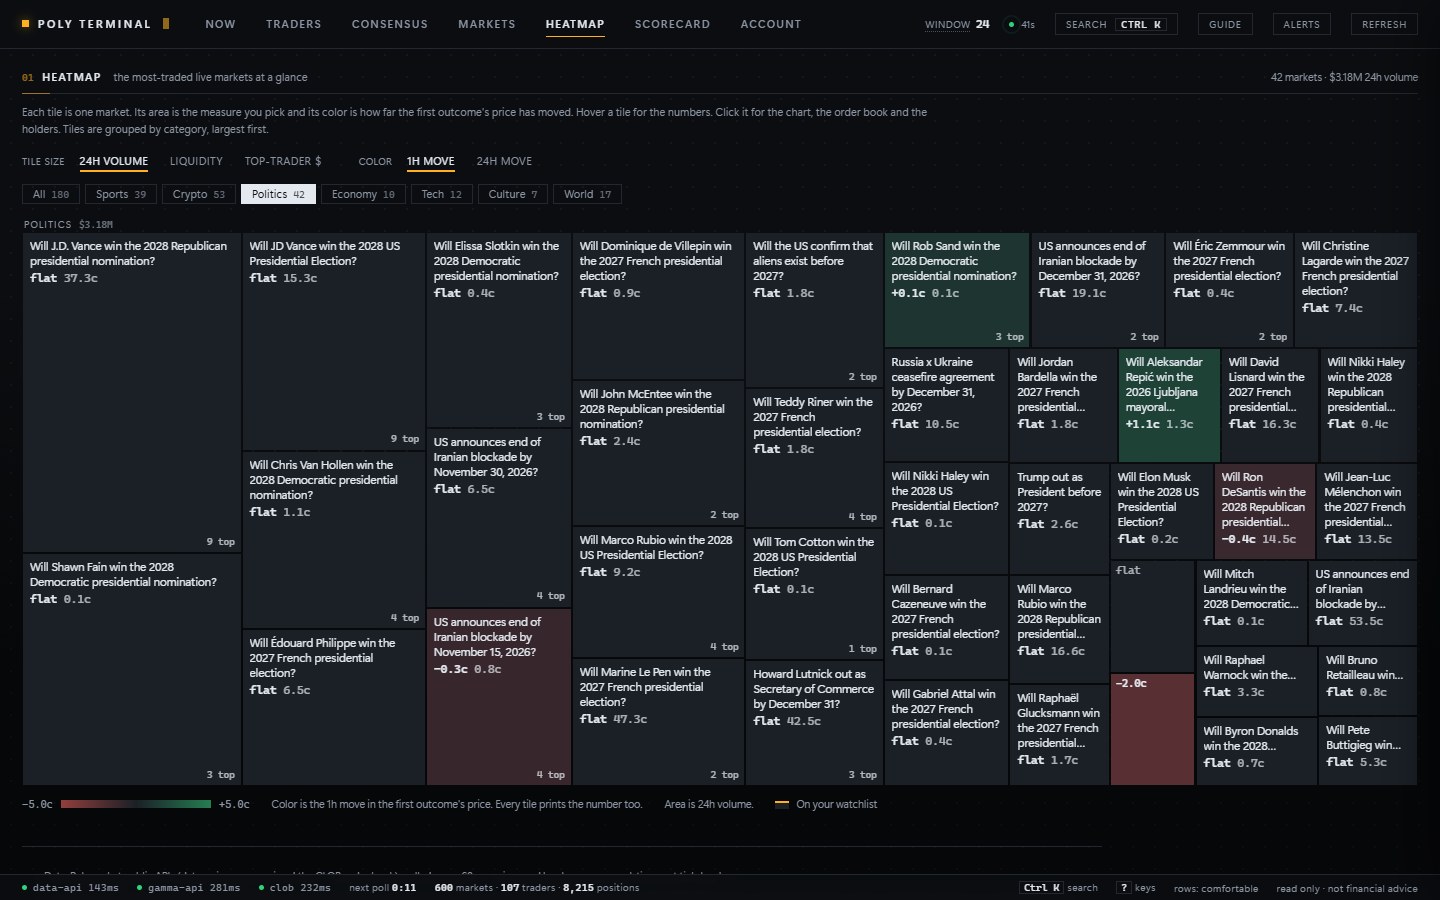 POLY TERMINAL
NOW
TRADERS
CONSENSUS
MARKETS
HEATMAP
SCORECARD
ACCOUNT
WINDOW 24
41s
SEARCH Ctrl K
GUIDE
ALERTS
REFRESH
01 HEATMAP the most-traded live markets at a glance
42 markets · $3.18M 24h volume
Each tile is one market. Its area is the measure you pick and its color is how far the first outcome's price has moved. Hover a tile for the numbers. Click it for the chart, the order book and the
holders. Tiles are grouped by category, largest first.
TILE SIZE 24H VOLUME LIQUIDITY TOP-TRADER $ COLOR 1H MOVE 24H MOVE
All 180
Sports 39
Crypto 53
Politics 42
Economy 10
Tech 12
Culture 7
World 17
POLITICS $3.18M
Will J.D. Vance win the 2028 Republican
presidential nomination?
flat 37.3c
9 top
Will Shawn Fain win the 2028
Democratic presidential nomination?
flat 0.1c
3 top
Will JD Vance win the 2028 US
Presidential Election?
flat 15.3c
9 top
Will Chris Van Hollen win the
2028 Democratic presidential
nomination?
flat 1.1c
4 top
Will Édouard Philippe win the
2027 French presidential
election?
flat 6.5c
Will Elissa Slotkin win the
2028 Democratic
presidential nomination?
flat 0.4c
3 top
US announces end of
Iranian blockade by
November 30, 2026?
flat 6.5c
4 top
US announces end of
Iranian blockade by
November 15, 2026?
−0.3c 0.8c
4 top
Will Dominique de Villepin win
the 2027 French presidential
election?
flat 0.9c
Will John McEntee win the
2028 Republican presidential
nomination?
flat 2.4c
2 top
Will Marco Rubio win the 2028
US Presidential Election?
flat 9.2c
4 top
Will Marine Le Pen win the
2027 French presidential
election?
flat 47.3c
2 top
Will the US confirm that
aliens exist before
2027?
flat 1.8c
2 top
Will Teddy Riner win the
2027 French
presidential election?
flat 1.8c
4 top
Will Tom Cotton win the
2028 US Presidential
Election?
flat 0.1c
1 top
Howard Lutnick out as
Secretary of Commerce
by December 31?
flat 42.5c
3 top
Will Rob Sand win the
2028 Democratic
presidential nomination?
+0.1c 0.1c
3 top
US announces end of
Iranian blockade by
December 31, 2026?
flat 19.1c
2 top
Will Éric Zemmour win
the 2027 French
presidential election?
flat 0.4c
2 top
Will Christine
Lagarde win the 2027
French presidential
election?
flat 7.4c
Russia x Ukraine
ceasefire agreement
by December 31,
2026?
flat 10.5c
Will Jordan
Bardella win the
2027 French
presidential...
flat 1.8c
Will Aleksandar
Repić win the
2026 Ljubljana
mayoral...
+1.1c 1.3c
Will David
Lisnard win the
2027 French
presidential...
flat 16.3c
Will Nikki Haley
win the 2028
Republican
presidential...
flat 0.4c
Will Nikki Haley win
the 2028 US
Presidential Election?
flat 0.1c
Trump out as
President before
2027?
flat 2.6c
Will Elon Musk
win the 2028 US
Presidential
Election?
flat 0.2c
Will Ron
DeSantis win the
2028 Republican
presidential...
−0.4c 14.5c
Will Jean-Luc
Mélenchon win
the 2027 French
presidential...
flat 13.5c
Will Bernard
Cazeneuve win the
2027 French
presidential election?
flat 0.1c
Will Marco
Rubio win the
2028 Republican
presidential...
flat 16.6c
flat
Will Mitch
Landrieu win the
2028 Democratic...
flat 0.1c
US announces end
of Iranian
blockade by...
flat 53.5c
Will Raphael
Warnock win the...
flat 3.3c
Will Bruno
Retailleau win...
flat 0.8c
Will Gabriel Attal win
the 2027 French
presidential election?
flat 0.4c
Will Raphaël
Glucksmann win
the 2027 French
presidential...
flat 1.7c
−2.0c
Will Byron Donalds
win the 2028...
flat 0.7c
Will Pete
Buttigieg win...
flat 5.3c
−5.0c +5.0c Color is the 1h move in the first outcome's price. Every tile prints the number too. Area is 24h volume. On your watchlist
data-api 143ms gamma-api 281ms clob 232ms next poll 0:11 600 markets · 107 traders · 8,215 positions
Ctrl K search ? keys rows: comfortable read only · not financial advice